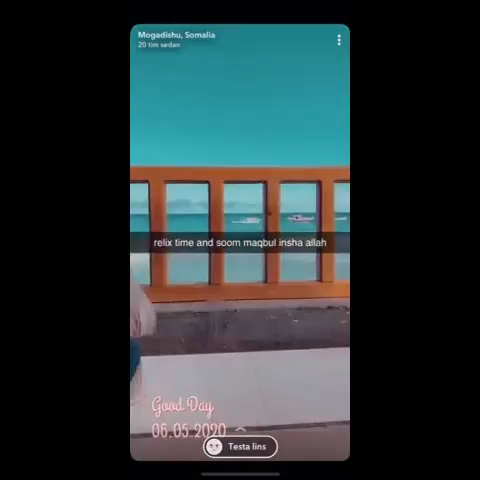 Mogadishu, Somalia
20 tim sedan
relix time and soom maqbul insha allah
Good Day
06.05.2020
Testa lins